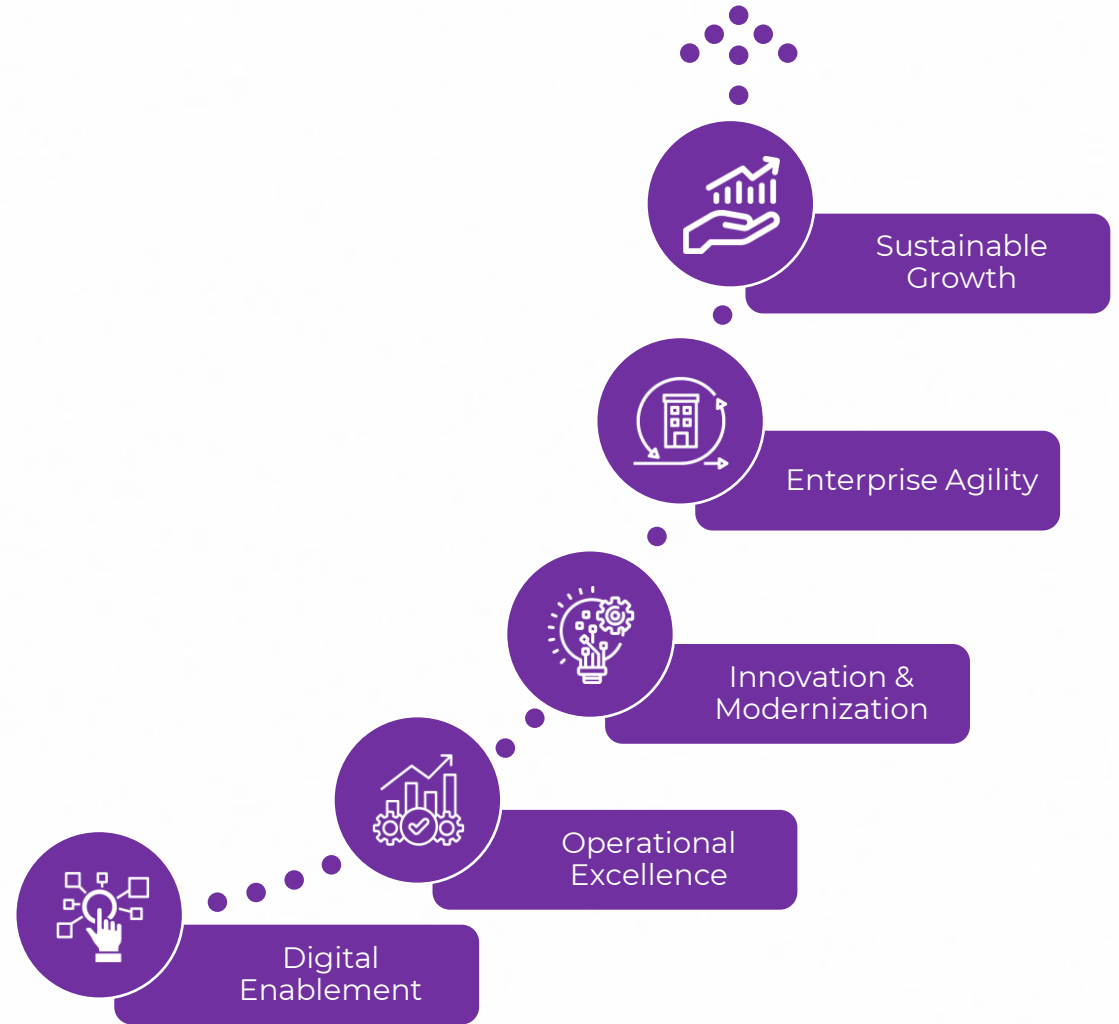 Sustainable
Growth
Enterprise Agility
Innovation &
Modernization
Operational
Excellence
Digital
Enablement